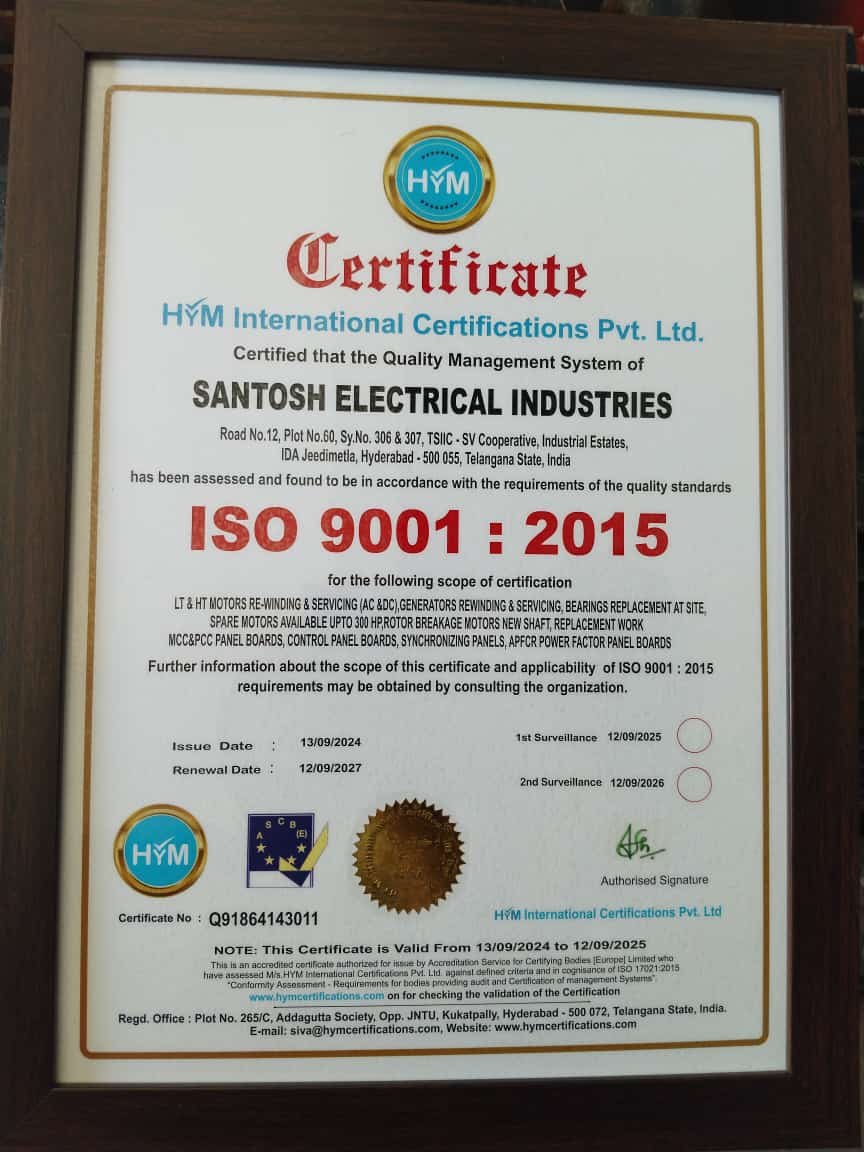 HYM
Certificate
HYM International Certifications Pvt. Ltd.
Certified that the Quality Management System of
SANTOSH ELECTRICAL INDUSTRIES
Road No.12, Plot No.60, Sy.No. 306 & 307, TSIIC - SV Cooperative, Industrial Estates,
IDA Jeedimetla, Hyderabad - 500 055, Telangana State, India
has been assessed and found to be in accordance with the requirements of the quality standards
ISO 9001 : 2015
for the following scope of certification
LT & HT MOTORS RE-WINDING & SERVICING (AC &DC),GENERATORS REWINDING & SERVICING, BEARINGS REPLACEMENT AT SITE,
SPARE MOTORS AVAILABLE UPTO 300 HP,ROTOR BREAKAGE MOTORS NEW SHAFT, REPLACEMENT WORK
MCC&PCC PANEL BOARDS, CONTROL PANEL BOARDS, SYNCHRONIZING PANELS, APFCR POWER FACTOR PANEL BOARDS
Further information about the scope of this certificate and applicability of ISO 9001 : 2015
requirements may be obtained by consulting the organization.
Issue Date : 13/09/2024
Renewal Date : 12/09/2027
1st Surveillance 12/09/2025
2nd Surveillance 12/09/2026
HYM
A S C B (E)
Authorised Signature
HYM International Certifications Pvt. Ltd
Certificate No : Q91864143011
NOTE: This Certificate is Valid From 13/09/2024 to 12/09/2025
This is an accredited certificate authorized for issue by Accreditation Service for Certifying Bodies [Europe] Limited who
have assessed M/s.HYM International Certifications Pvt. Ltd. against defined criteria and in cognisance of ISO 17021:2015
"Conformity Assessment - Requirements for bodies providing audit and Certification of management Systems".
www.hymcertifications.com on for checking the validation of the Certification
Regd. Office : Plot No. 265/C, Addagutta Society, Opp. JNTU, Kukatpally, Hyderabad - 500 072, Telangana State, India.
E-mail: siva@hymcertifications.com, Website: www.hymcertifications.com